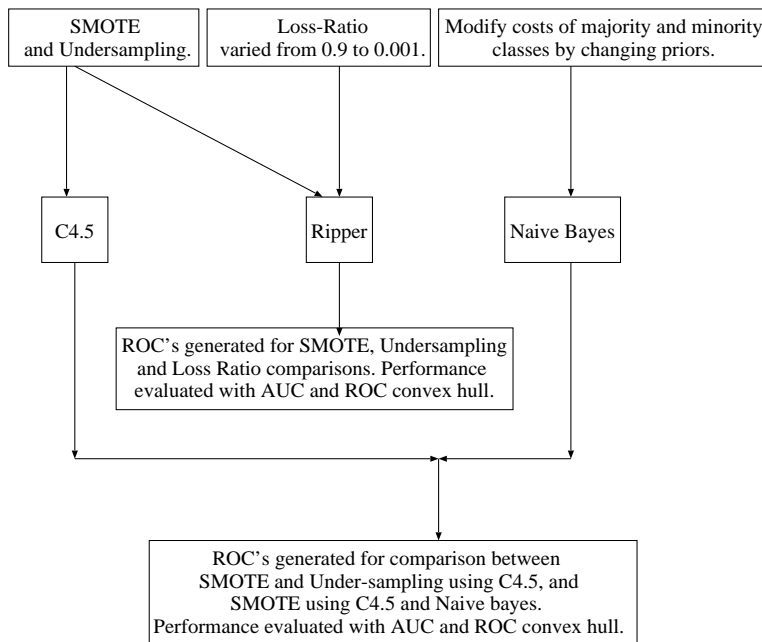 SMOTE
and Undersampling.
Loss-Ratio
varied from 0.9 to 0.001.
Modify costs of majority and minority
classes by changing priors.
C4.5
Ripper
Naive Bayes
ROC's generated for SMOTE, Undersampling
and Loss Ratio comparisons. Performance
evaluated with AUC and ROC convex hull.
ROC's generated for comparison between
SMOTE and Under-sampling using C4.5, and
SMOTE using C4.5 and Naive bayes.
Performance evaluated with AUC and ROC convex hull.